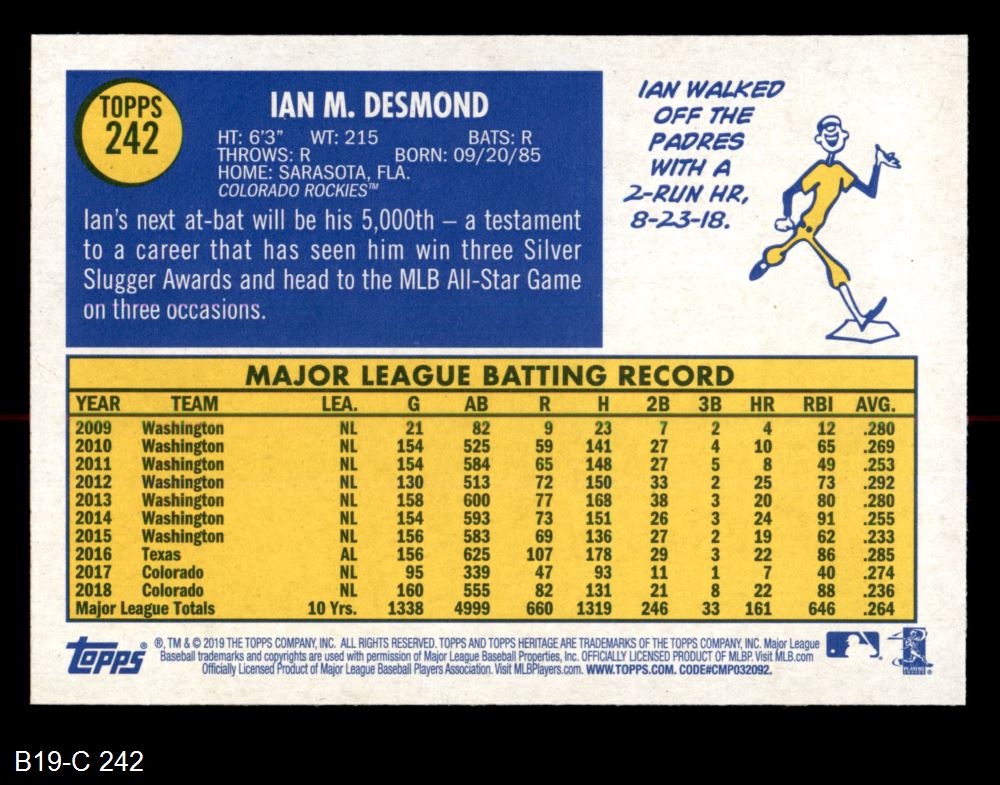 TOPPS
242
IAN M. DESMOND
HT: 6'3" WT: 215 BATS: R
THROWS: R BORN: 09/20/85
HOME: SARASOTA, FLA.
COLORADO ROCKIES™
Ian's next at-bat will be his 5,000th – a testament
to a career that has seen him win three Silver
Slugger Awards and head to the MLB All-Star Game
on three occasions.
IAN WALKED
OFF THE
PADRES
WITH A
2-RUN HR,
8-23-18.
MAJOR LEAGUE BATTING RECORD
YEAR TEAM LEA. G AB R H 2B 3B HR RBI AVG.
2009 Washington NL 21 82 9 23 7 2 4 12 .280
2010 Washington NL 154 525 59 141 27 4 10 65 .269
2011 Washington NL 154 584 65 148 27 5 8 49 .253
2012 Washington NL 130 513 72 150 33 2 25 73 .292
2013 Washington NL 158 600 77 168 38 3 20 80 .280
2014 Washington NL 154 593 73 151 26 3 24 91 .255
2015 Washington NL 156 583 69 136 27 2 19 62 .233
2016 Texas AL 156 625 107 178 29 3 22 86 .285
2017 Colorado NL 95 339 47 93 11 1 7 40 .274
2018 Colorado NL 160 555 82 131 21 8 22 88 .236
Major League Totals 10 Yrs. 1338 4999 660 1319 246 33 161 646 .264
Topps ®, TM & © 2019 THE TOPPS COMPANY, INC. ALL RIGHTS RESERVED. TOPPS AND TOPPS HERITAGE ARE TRADEMARKS OF THE TOPPS COMPANY, INC. Major League
Baseball trademarks and copyrights are used with permission of Major League Baseball Properties, Inc. OFFICIALLY LICENSED PRODUCT OF MLBP. Visit MLB.com
Officially Licensed Product of Major League Baseball Players Association. Visit MLBPlayers.com. WWW.TOPPS.COM. CODE#CMP032092.
B19-C 242